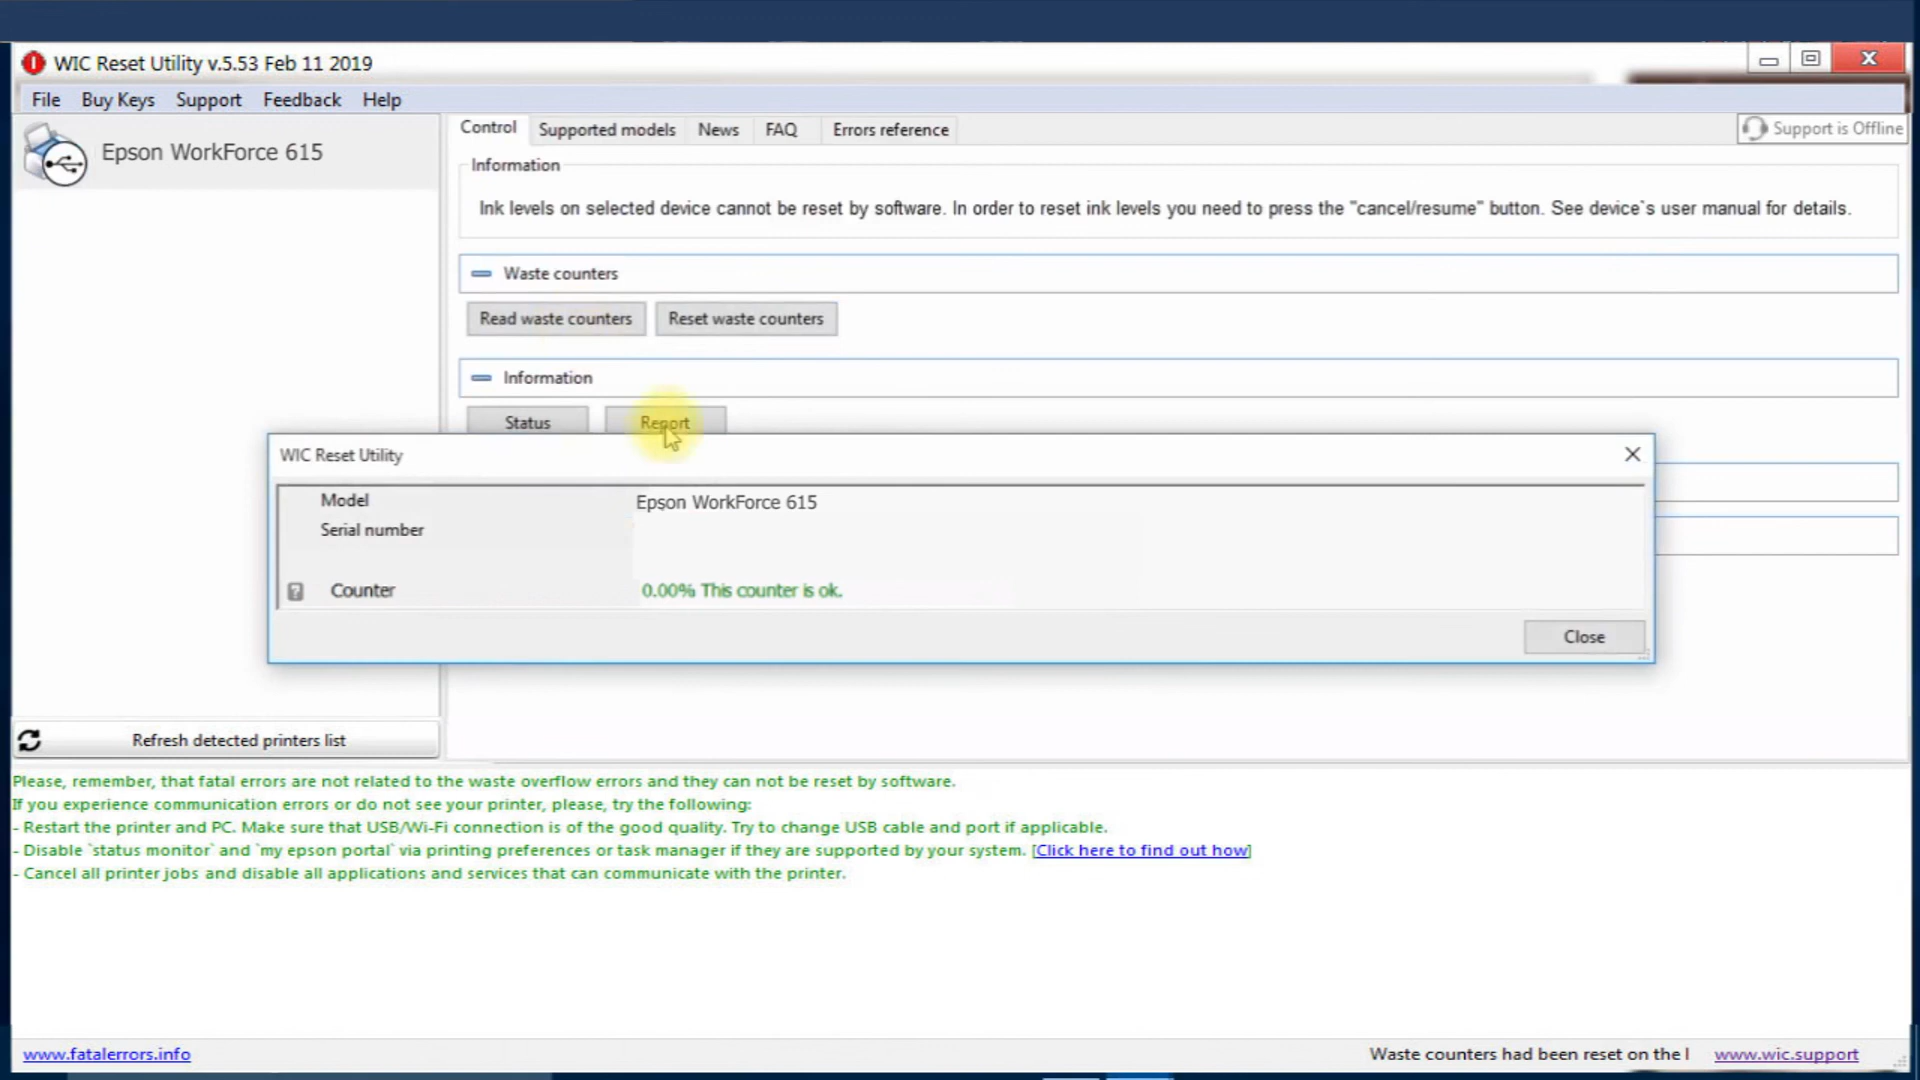 WIC Reset Utility v.5.53 Feb 11 2019
File Buy Keys Support Feedback Help
Epson WorkForce 615
Control Supported models News FAQ Errors reference
Support is Offline
Information
Ink levels on selected device cannot be reset by software. In order to reset ink levels you need to press the "cancel/resume" button. See device`s user manual for details.
Waste counters
Read waste counters Reset waste counters
Information
Status Report
WIC Reset Utility
Model Epson WorkForce 615
Serial number
Counter 0.00% This counter is ok.
Close
Refresh detected printers list
Please, remember, that fatal errors are not related to the waste overflow errors and they can not be reset by software.
If you experience communication errors or do not see your printer, please, try the following:
- Restart the printer and PC. Make sure that USB/Wi-Fi connection is of the good quality. Try to change USB cable and port if applicable.
- Disable `status monitor` and `my epson portal` via printing preferences or task manager if they are supported by your system. [Click here to find out how]
- Cancel all printer jobs and disable all applications and services that can communicate with the printer.
www.fatalerrors.info
Waste counters had been reset on the l www.wic.support